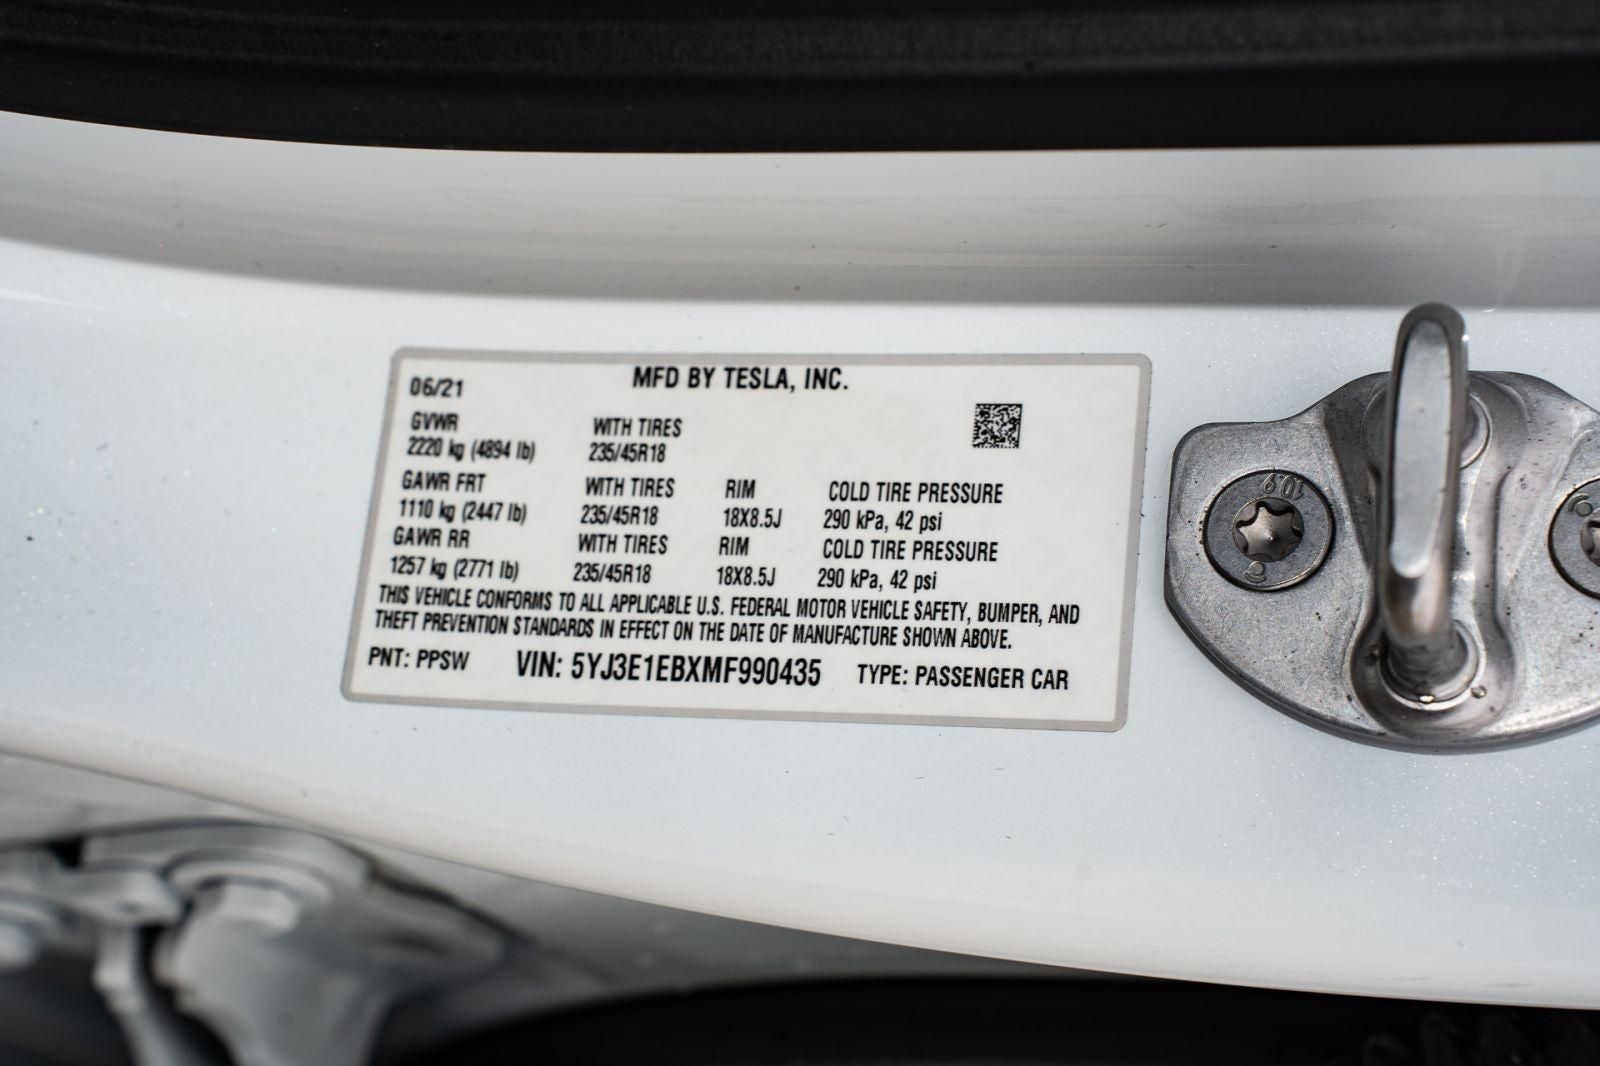 06/21 MFD BY TESLA, INC.
GVWR WITH TIRES
2220 kg (4894 lb) 235/45R18
GAWR FRT WITH TIRES RIM COLD TIRE PRESSURE
1110 kg (2447 lb) 235/45R18 18X8.5J 290 kPa, 42 psi
GAWR RR WITH TIRES RIM COLD TIRE PRESSURE
1257 kg (2771 lb) 235/45R18 18X8.5J 290 kPa, 42 psi
THIS VEHICLE CONFORMS TO ALL APPLICABLE U.S. FEDERAL MOTOR VEHICLE SAFETY, BUMPER, AND
THEFT PREVENTION STANDARDS IN EFFECT ON THE DATE OF MANUFACTURE SHOWN ABOVE.
PNT: PPSW VIN: 5YJ3E1EBXMF990435 TYPE: PASSENGER CAR
10.9